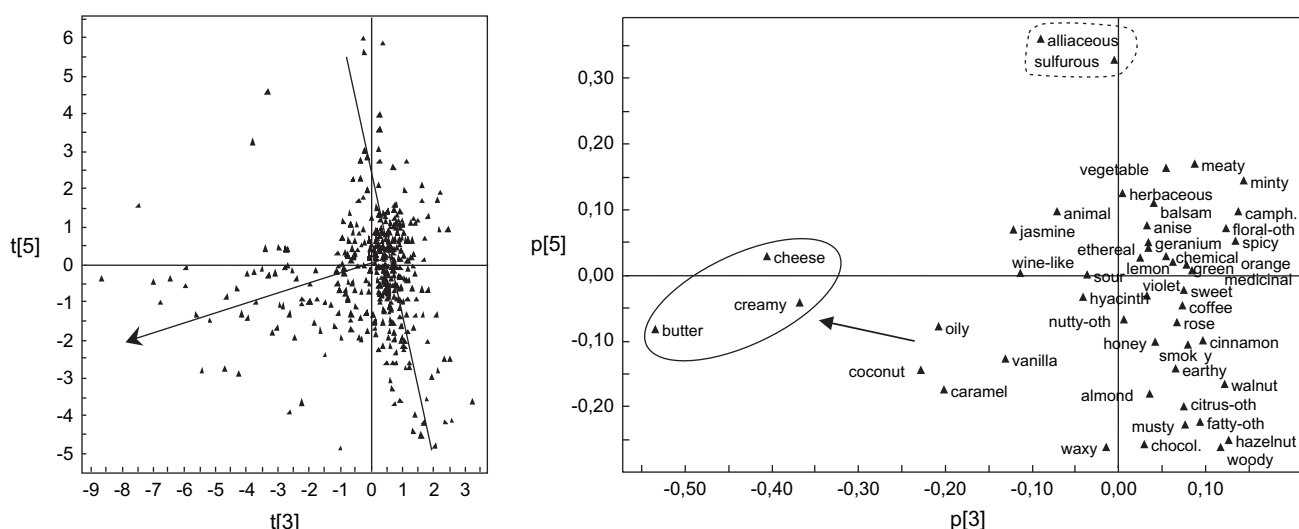 6
5
4
3
2
1
0
-1
-2
-3
-4
-5
t[5]
-9 -8 -7 -6 -5 -4 -3 -2 -1 0 1 2 3
t[3]
0,30
0,20
0,10
0,00
-0,10
-0,20
p[5]
alliaceous
sulfurous
vegetable
meaty
minty
herbaceous
animal
balsam
camph.
jasmine
anise
floral-oth
ethereal
geranium
spicy
cheese
wine-like
chemical
lemon
green
orange
sour
medicinal
creamy
violet
sweet
hyacinth
coffee
butter
oily
nutty-oth
rose
honey
cinnamon
smok y
vanilla
coconut
earthy
caramel
walnut
almond
citrus-oth
musty
fatty-oth
waxy
chocol.
hazelnut
woody
-0,50 -0,40 -0,30 -0,20 -0,10 0,00 0,10
p[3]